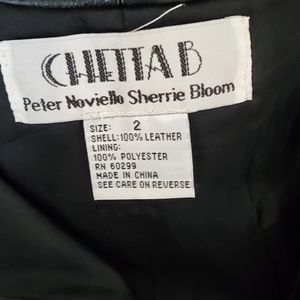 CHETTA B
Peter Noviello Sherrie Bloom
SIZE: 2
SHELL:100% LEATHER
LINING:
100% POLYESTER
RN 60299
MADE IN CHINA
SEE CARE ON REVERSE